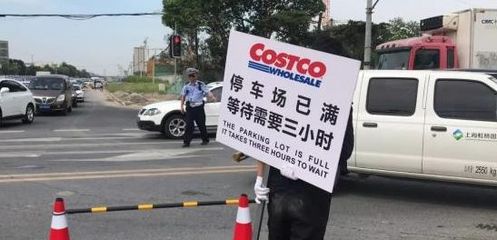 COSTCO
WHOLESALE
停车场已满
等待需要三小时
THE PARKING LOT IS FULL
IT TAKES THREE HOURS TO WAIT
2550kg